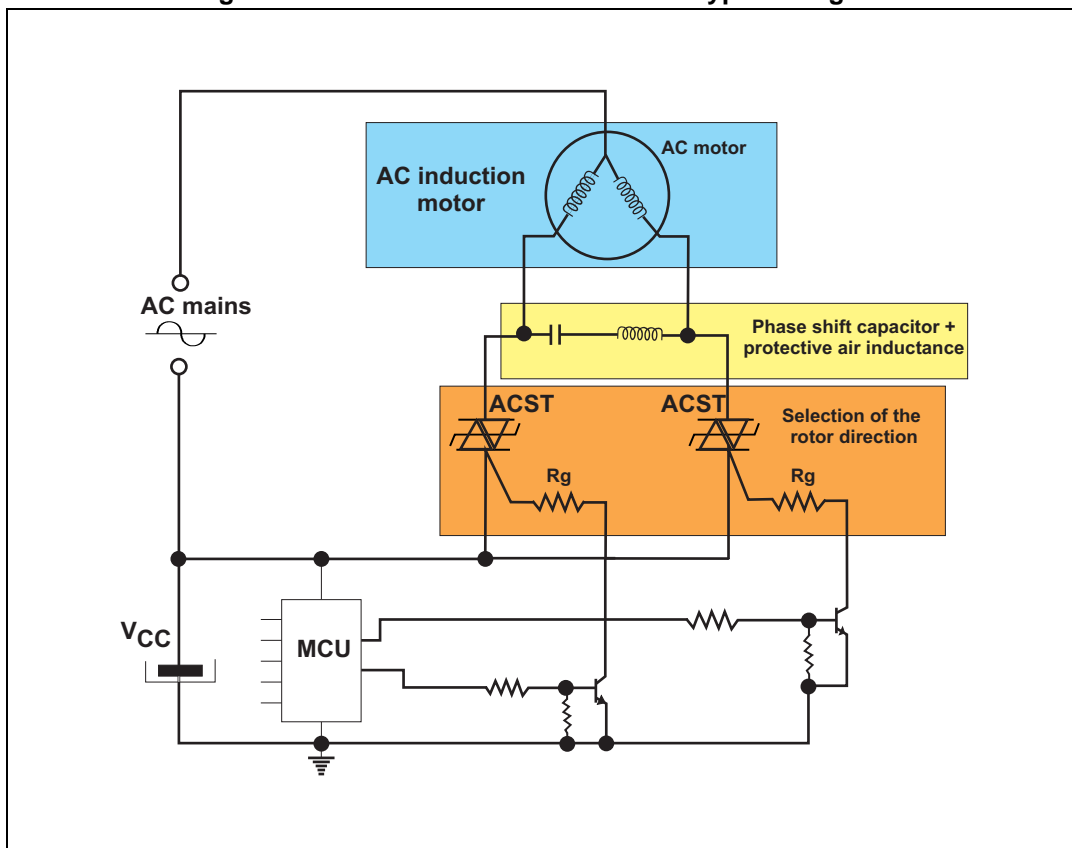 AC motor
AC induction
motor
AC mains
Phase shift capacitor +
protective air inductance
ACST
ACST
Selection of the
rotor direction
Rg
Rg
VCC
MCU